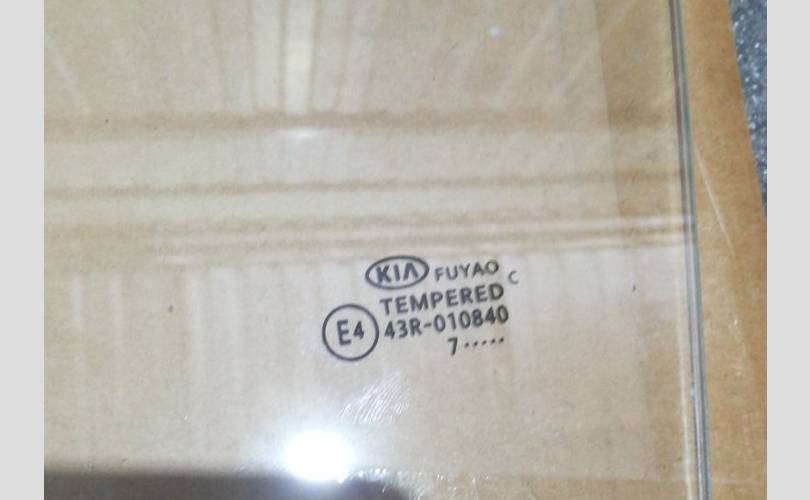 KIA FUYAO C
TEMPERED
E4 43R-010840
7·····